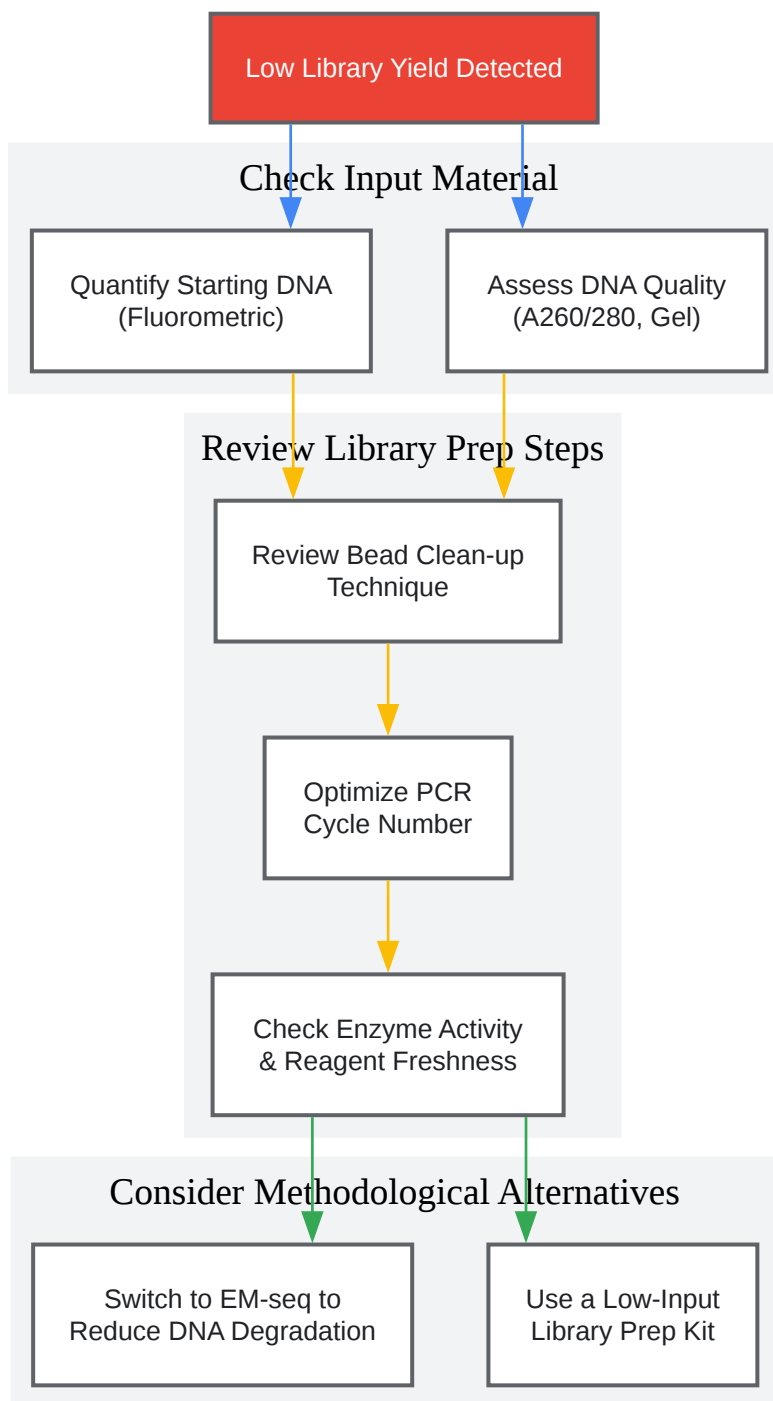 Low Library Yield Detected
Check Input Material
Quantify Starting DNA
(Fluorometric)
Assess DNA Quality
(A260/280, Gel)
Review Library Prep Steps
Review Bead Clean-up
Technique
Optimize PCR
Cycle Number
Check Enzyme Activity
& Reagent Freshness
Consider Methodological Alternatives
Switch to EM-seq to
Reduce DNA Degradation
Use a Low-Input
Library Prep Kit